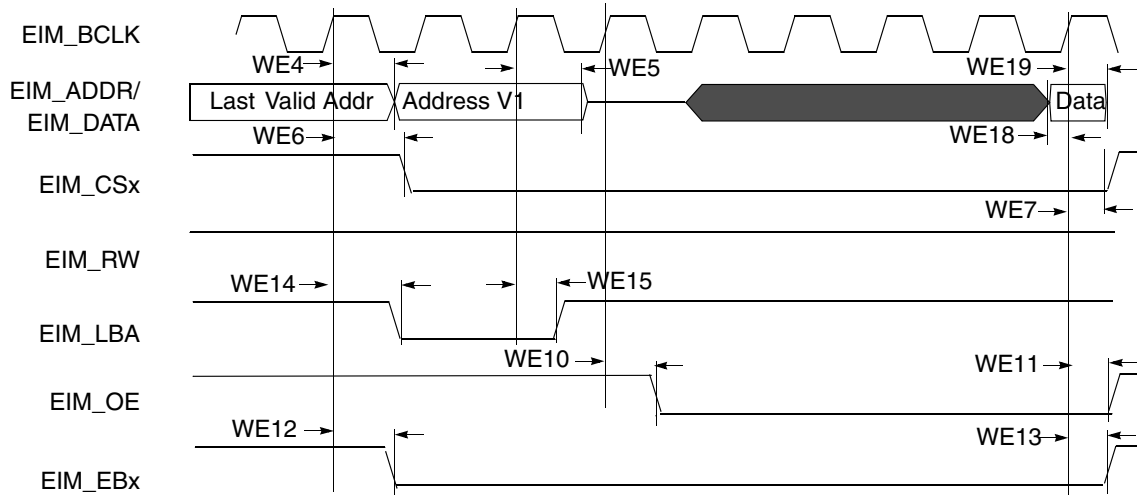 EIM_BCLK
WE4
WE5
WE19
EIM_ADDR/
EIM_DATA
Last Valid Addr
Address V1
Data
WE6
WE18
EIM_CSx
WE7
EIM_RW
WE14
WE15
EIM_LBA
WE10
WE11
EIM_OE
WE12
WE13
EIM_EBx